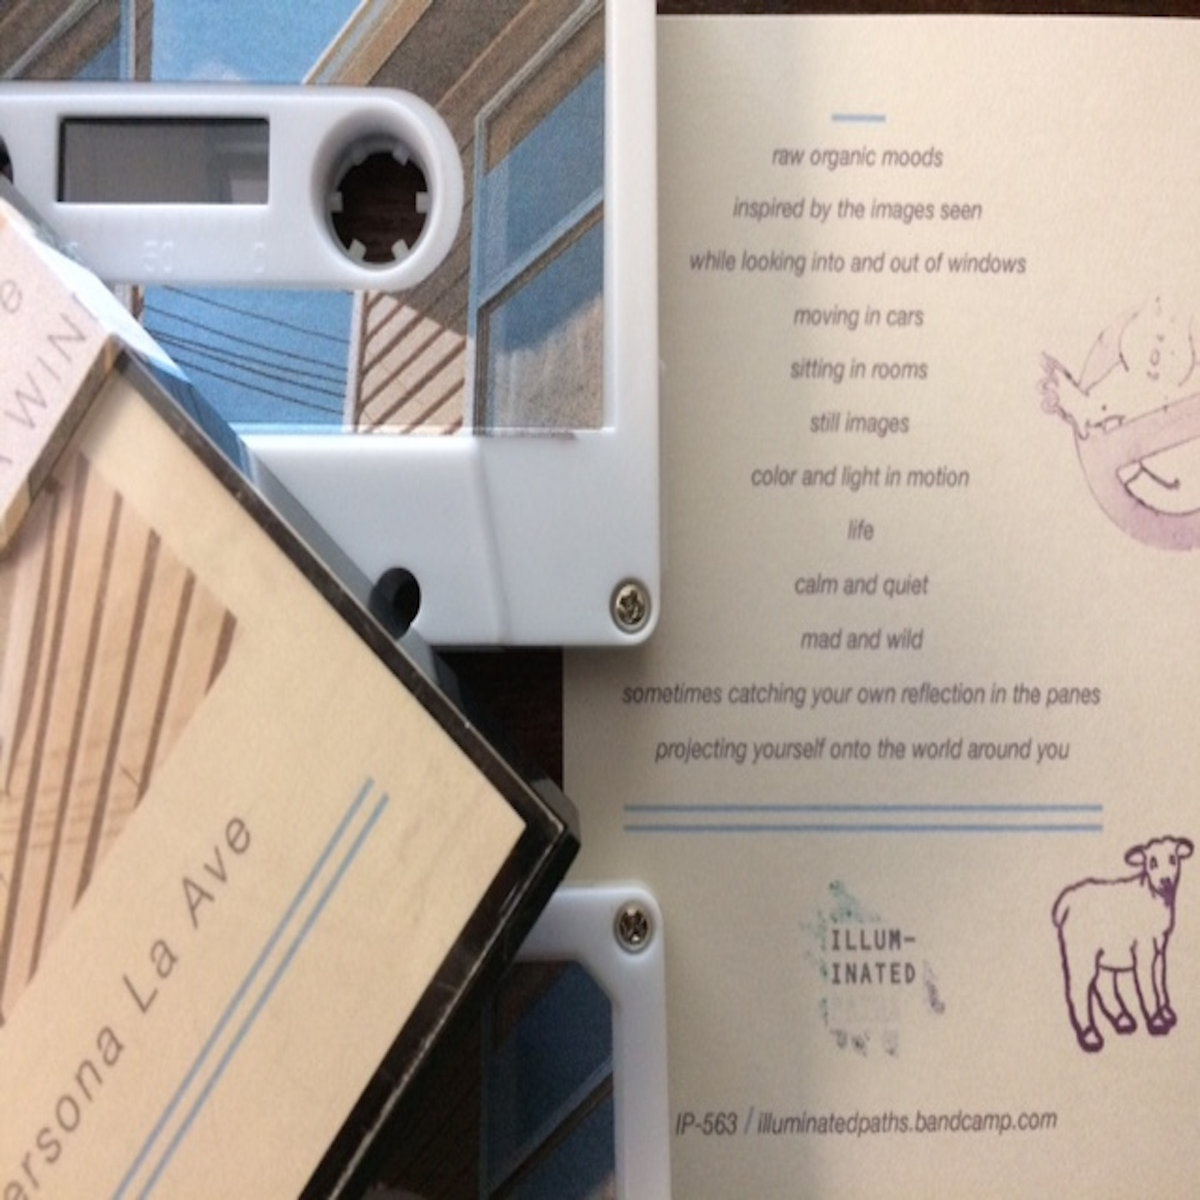 raw organic moods
inspired by the images seen
while looking into and out of windows
moving in cars
sitting in rooms
still images
color and light in motion
life
calm and quiet
mad and wild
sometimes catching your own reflection in the panes
projecting yourself onto the world around you
ILLUM-
INATED
IP-563 / illuminatedpaths.bandcamp.com
ersona La Ave
e
WIN